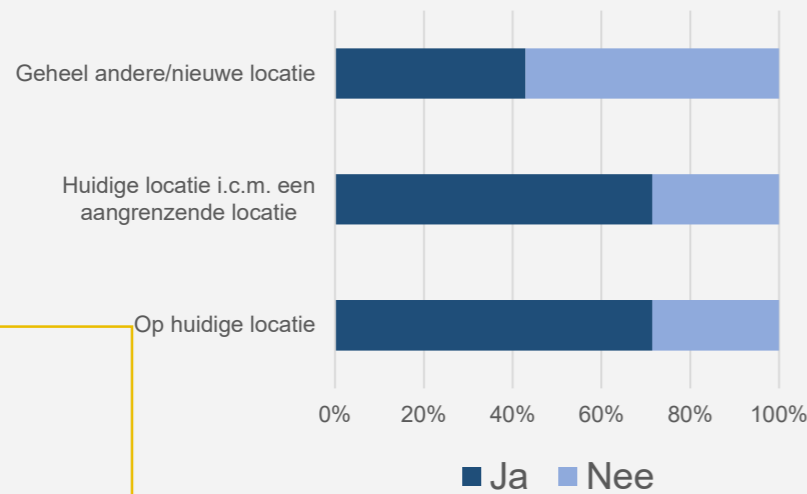 Geheel andere/nieuwe locatie
Huidige locatie i.c.m. een
aangrenzende locatie
Op huidige locatie
0% 20% 40% 60% 80% 100%
Ja Nee